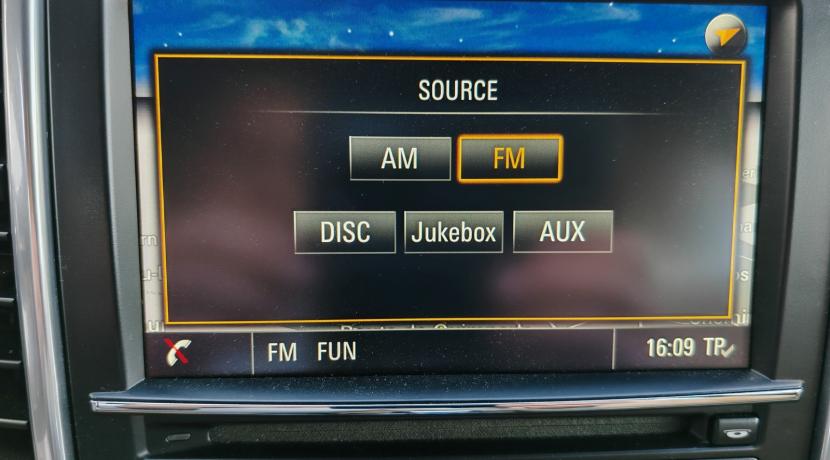 SOURCE
AM FM
DISC Jukebox AUX
FM FUN 16:09 TP